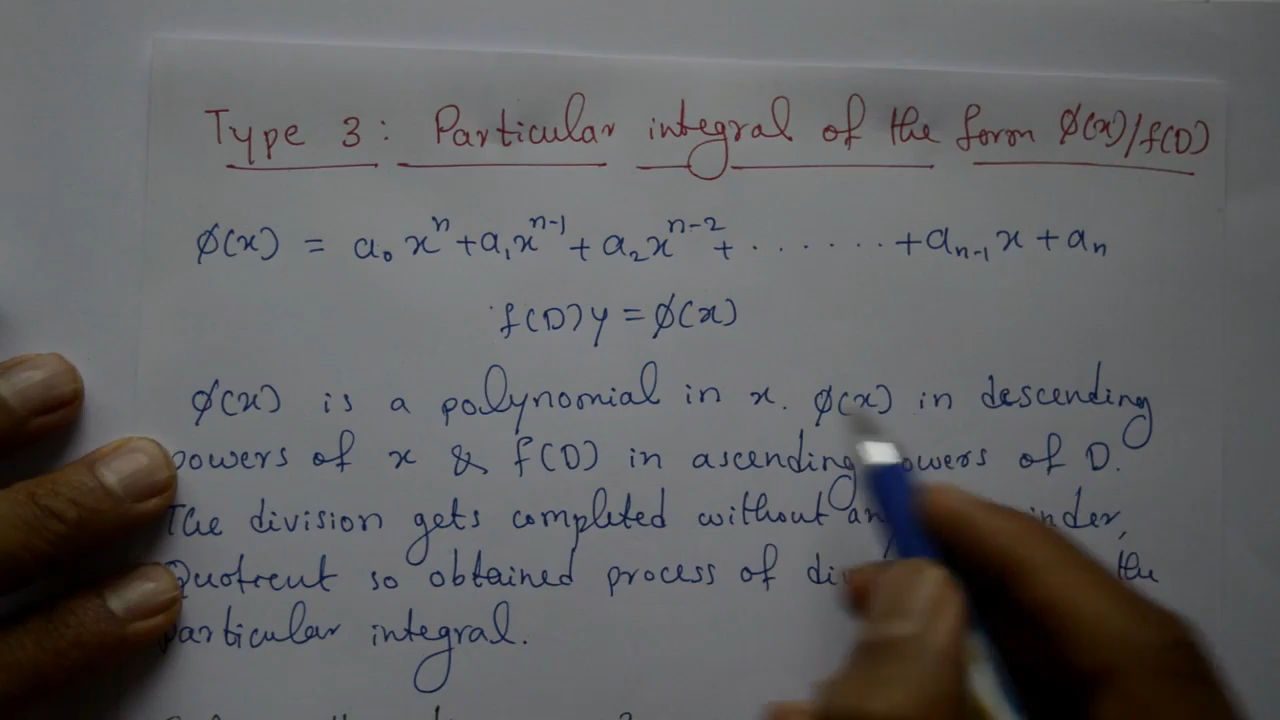 Type 3: Particular integral of the form ϕ(x)/f(D)
ϕ(x) = a₀xⁿ + a₁xⁿ⁻¹ + a₂xⁿ⁻² + ....... + aₙ₋₁x + aₙ
f(D)y = ϕ(x)
ϕ(x) is a polynomial in x. ϕ(x) in descending
powers of x & f(D) in ascending powers of D.
The division gets completed without any
Quotient so obtained process of the
particular integral.